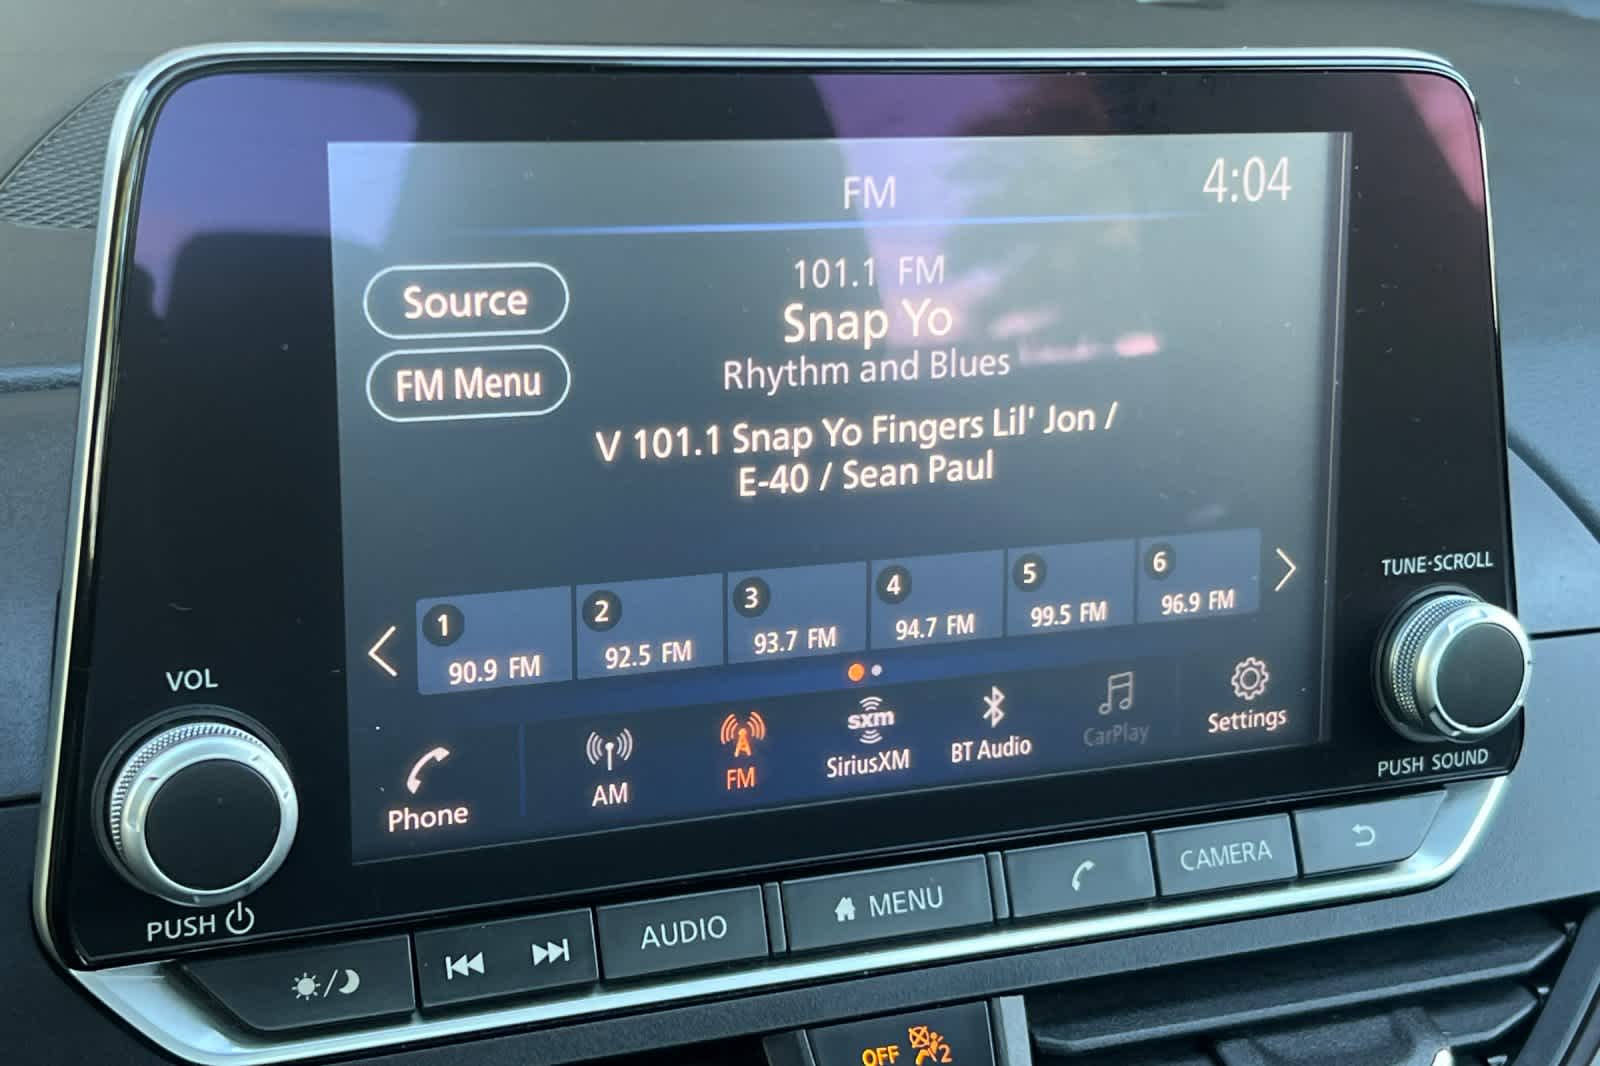 FM
4:04
Source
FM Menu
101.1 FM
Snap Yo
Rhythm and Blues
V 101.1 Snap Yo Fingers Lil' Jon /
E-40 / Sean Paul
1
90.9 FM
2
92.5 FM
3
93.7 FM
4
94.7 FM
5
99.5 FM
6
96.9 FM
Phone
AM
FM
sxm
SiriusXM
BT Audio
CarPlay
Settings
VOL
PUSH
TUNE·SCROLL
PUSH SOUND
AUDIO
MENU
CAMERA
OFF
2